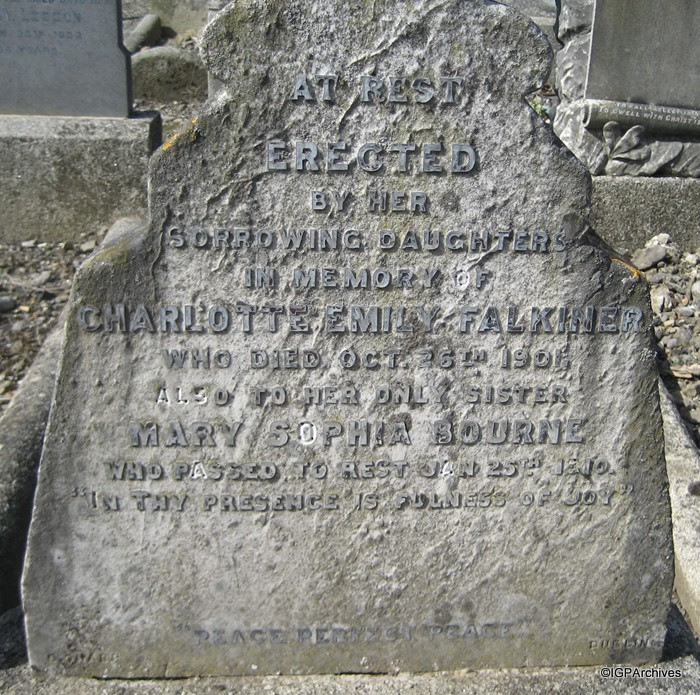 AT REST
ERECTED
BY HER
SORROWING DAUGHTERS
IN MEMORY OF
CHARLOTTE EMILY FALKINER
WHO DIED OCT. 26TH 1901
ALSO TO HER ONLY SISTER
MARY SOPHIA BOURNE
WHO PASSED TO REST JAN 25TH 1910.
"IN THY PRESENCE IS FULNESS OF JOY"
"PEACE PERFECT PEACE"
DUBLIN
©IGPArchives